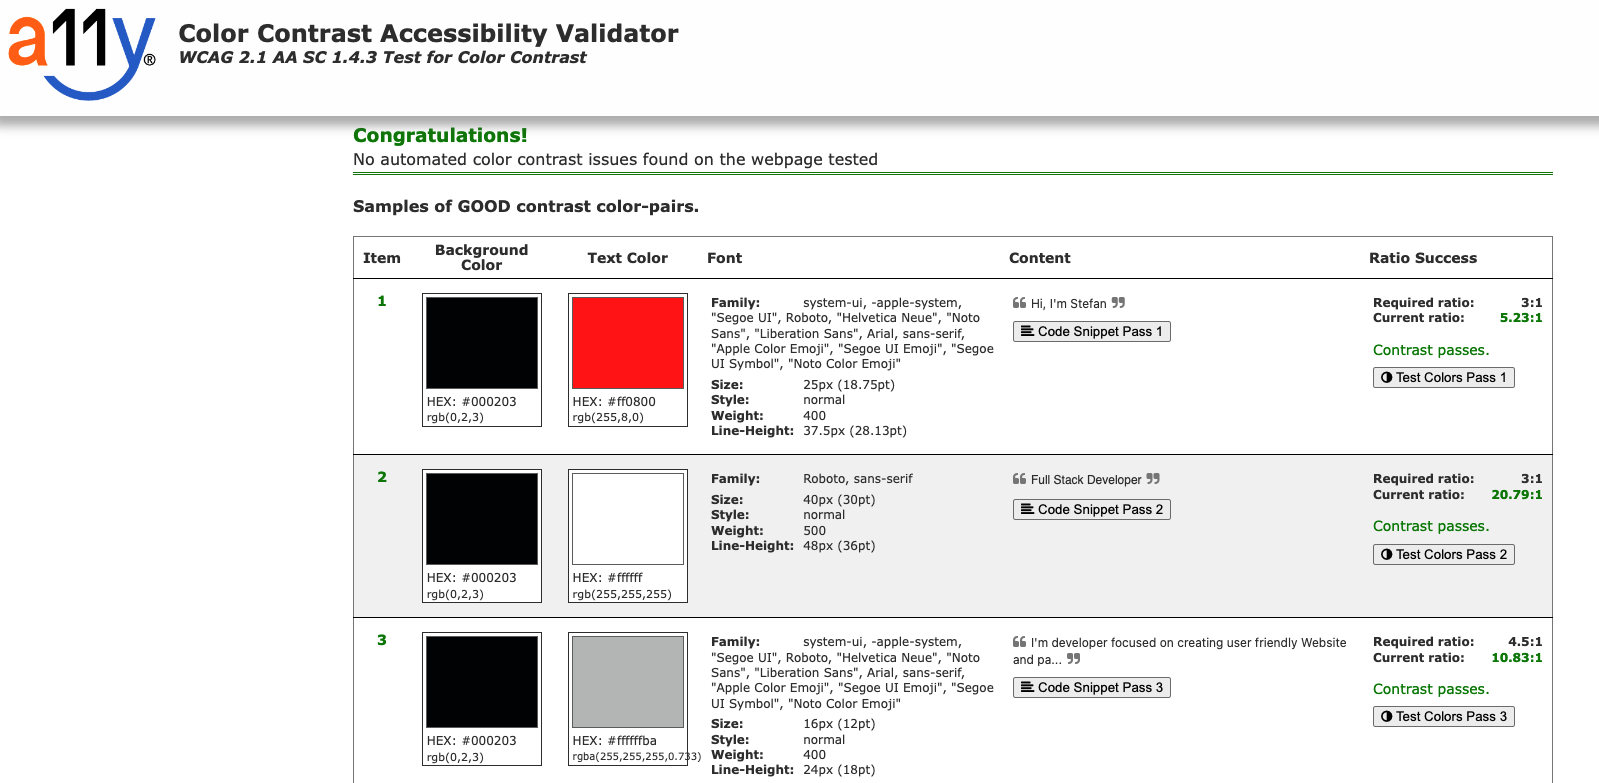 a11y®
Color Contrast Accessibility Validator
WCAG 2.1 AA SC 1.4.3 Test for Color Contrast
Congratulations!
No automated color contrast issues found on the webpage tested
Samples of GOOD contrast color-pairs.
Item
Background
Color
Text Color
Font
Content
Ratio Success
1
HEX: #000203
rgb(0,2,3)
HEX: #ff0800
rgb(255,8,0)
Family: system-ui, -apple-system,
"Segoe UI", Roboto, "Helvetica Neue", "Noto
Sans", "Liberation Sans", Arial, sans-serif,
"Apple Color Emoji", "Segoe UI Emoji", "Segoe
UI Symbol", "Noto Color Emoji"
Size: 25px (18.75pt)
Style: normal
Weight: 400
Line-Height: 37.5px (28.13pt)
❝ Hi, I'm Stefan ❞
Code Snippet Pass 1
Required ratio: 3:1
Current ratio: 5.23:1
Contrast passes.
Test Colors Pass 1
2
HEX: #000203
rgb(0,2,3)
HEX: #ffffff
rgb(255,255,255)
Family: Roboto, sans-serif
Size: 40px (30pt)
Style: normal
Weight: 500
Line-Height: 48px (36pt)
❝ Full Stack Developer ❞
Code Snippet Pass 2
Required ratio: 3:1
Current ratio: 20.79:1
Contrast passes.
Test Colors Pass 2
3
HEX: #000203
rgb(0,2,3)
HEX: #ffffffba
rgba(255,255,255,0.733)
Family: system-ui, -apple-system,
"Segoe UI", Roboto, "Helvetica Neue", "Noto
Sans", "Liberation Sans", Arial, sans-serif,
"Apple Color Emoji", "Segoe UI Emoji", "Segoe
UI Symbol", "Noto Color Emoji"
Size: 16px (12pt)
Style: normal
Weight: 400
Line-Height: 24px (18pt)
❝ I'm developer focused on creating user friendly Website
and pa... ❞
Code Snippet Pass 3
Required ratio: 4.5:1
Current ratio: 10.83:1
Contrast passes.
Test Colors Pass 3